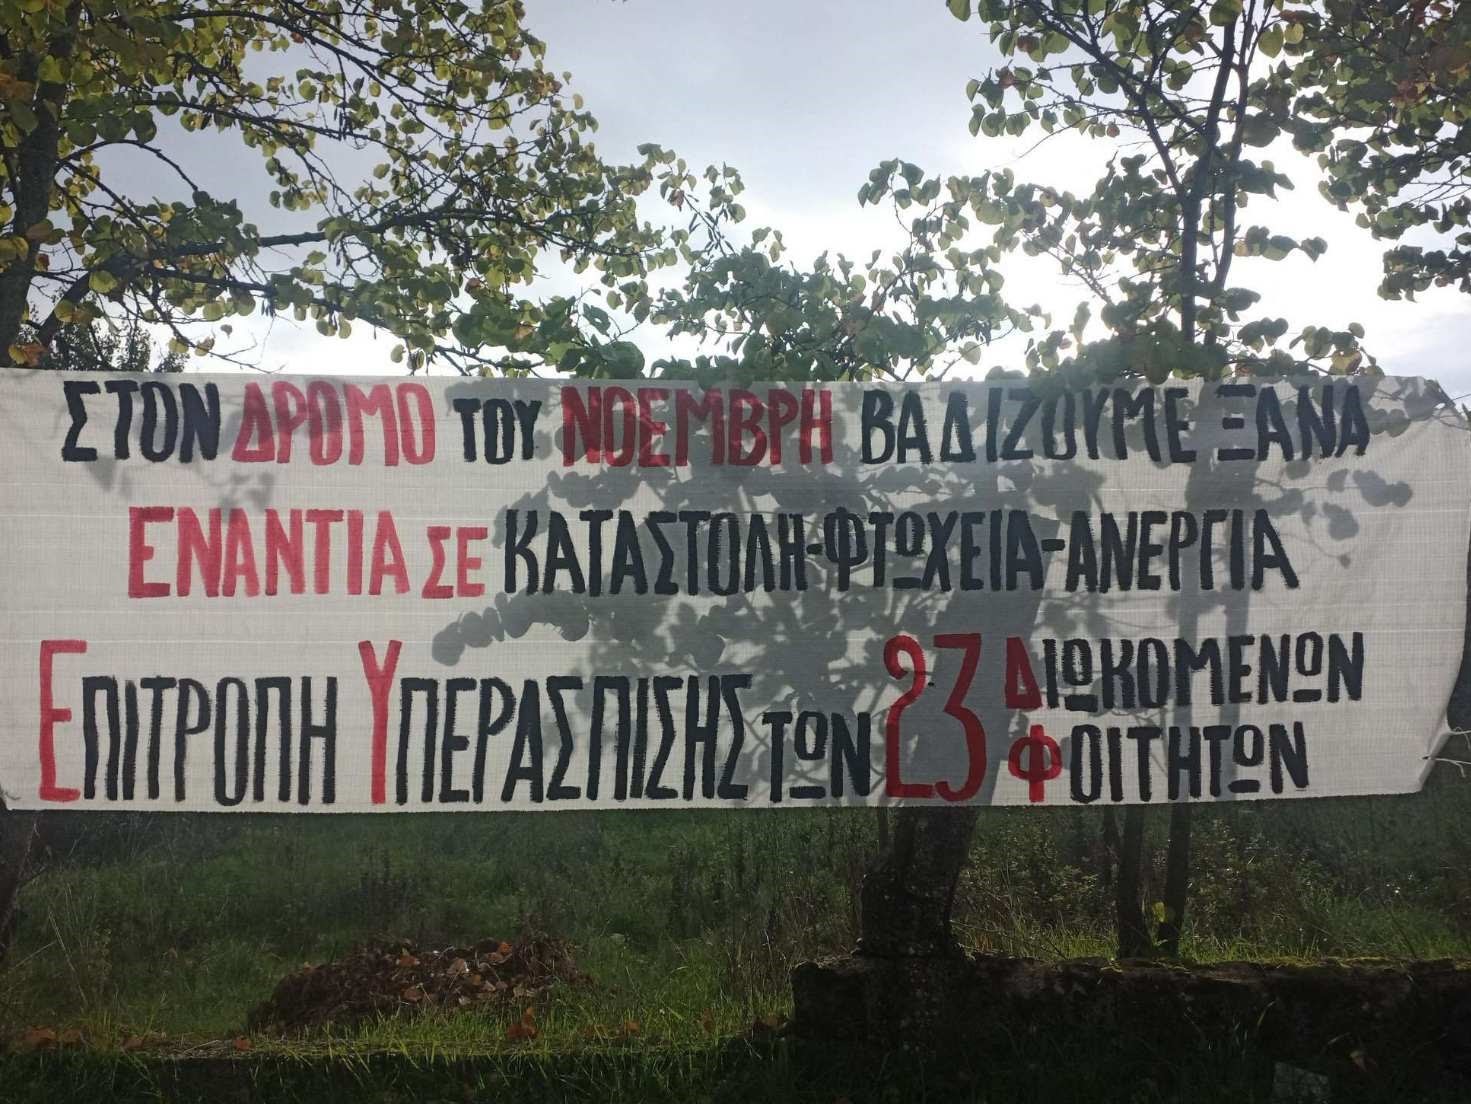 ΣΤΟΝ ΔΡΟΜΟ ΤΟΥ ΝΟΕΜΒΡΗ ΒΑΔΙΖΟΥΜΕ ΞΑΝΑ
ΕΝΑΝΤΙΑ ΣΕ ΚΑΤΑΣΤΟΛΗ-ΦΤΩΧΕΙΑ-ΑΝΕΡΓΙΑ
ΕΠΙΤΡΟΠΗ ΥΠΕΡΑΣΠΙΣΗΣ ΤΩΝ 23 ΔΙΩΚΟΜΕΝΩΝ
ΦΟΙΤΗΤΩΝ